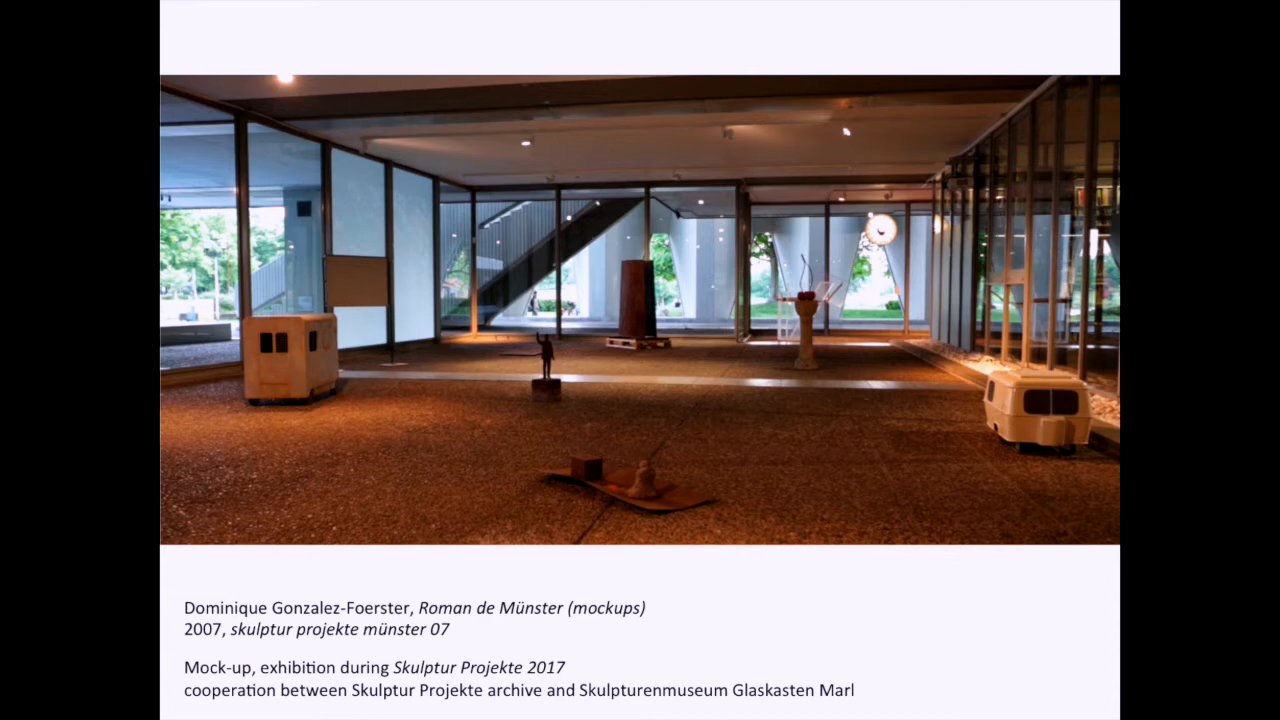 Dominique Gonzalez-Foerster, Roman de Münster (mockups)
2007, skulptur projekte münster 07
Mock-up, exhibition during Skulptur Projekte 2017
cooperation between Skulptur Projekte archive and Skulpturenmuseum Glaskasten Marl